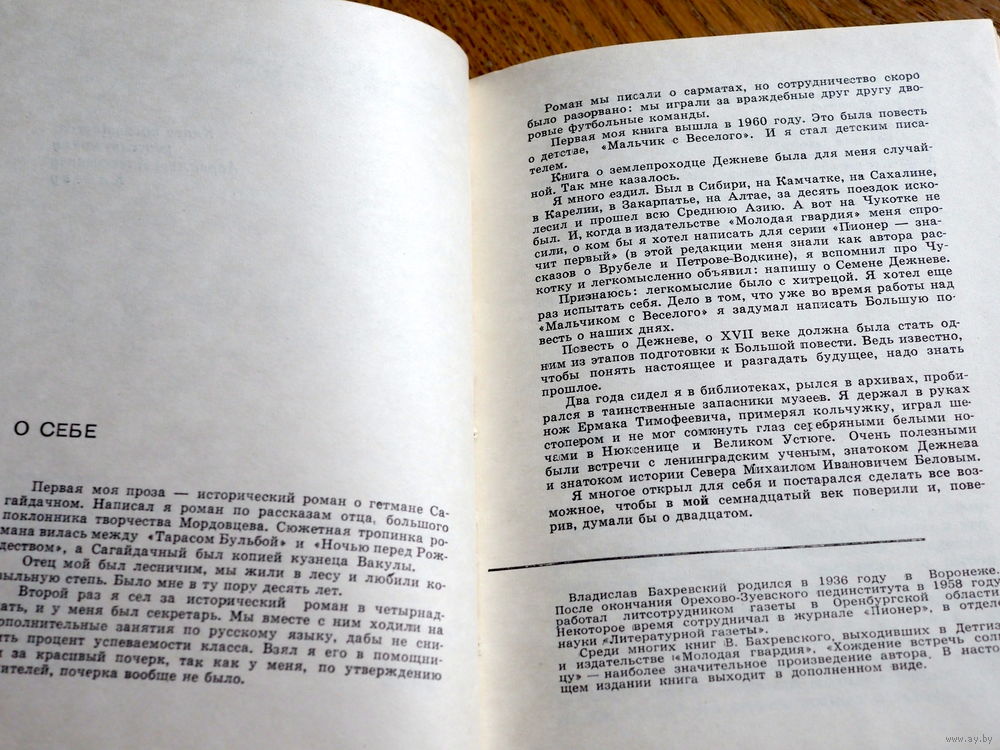 О СЕБЕ
Первая моя проза — исторический роман о гетмане Са-
гайдачном. Написал я роман по рассказам отца, большого
поклонника творчества Мордовцева. Сюжетная тропинка ро-
мана вилась между «Тарасом Бульбой» и «Ночью перед Рож-
деством», а Сагайдачный был копией кузнеца Вакулы.
Отец мой был лесничим, мы жили в лесу и любили ко-
выльную степь. Было мне в ту пору десять лет.
Второй раз я сел за исторический роман в четырнад-
ать, и у меня был секретарь. Мы вместе с ним ходили на
ополнительные занятия по русскому языку, дабы не сни-
ить процент успеваемости класса. Взял я его в помощни-
и за красивый почерк, так как у меня, по утверждению
ителей, почерка вообще не было.
Роман мы писали о сарматах, но сотрудничество скоро
было разорвано: мы играли за враждебные друг другу дво-
ровые футбольные команды.
Первая моя книга вышла в 1960 году. Это была повесть
о детстве, «Мальчик с Веселого». И я стал детским писа-
телем.
Книга о землепроходце Дежневе была для меня случай-
ной. Так мне казалось.
Я много ездил. Был в Сибири, на Камчатке, на Сахалине,
в Карелии, в Закарпатье, на Алтае, за десять поездок иско-
лесил и прошел всю Среднюю Азию. А вот на Чукотке не
был. И, когда в издательстве «Молодая гвардия» меня спро-
сили, о ком бы я хотел написать для серии «Пионер — зна-
чит первый» (в этой редакции меня знали как автора рас-
сказов о Врубеле и Петрове-Водкине), я вспомнил про Чу-
котку и легкомысленно объявил: напишу о Семене Дежневе.
Признаюсь: легкомыслие было с хитрецой. Я хотел еще
раз испытать себя. Дело в том, что уже во время работы над
«Мальчиком с Веселого» я задумал написать Большую по-
весть о наших днях.
Повесть о Дежневе, о XVII веке должна была стать од-
ним из этапов подготовки к Большой повести. Ведь известно,
чтобы понять настоящее и разгадать будущее, надо знать
прошлое.
Два года сидел я в библиотеках, рылся в архивах, проби-
рался в таинственные запасники музеев. Я держал в руках
нож Ермака Тимофеевича, примерял кольчужку, играл ше-
стопером и не мог сомкнуть глаз серебряными белыми но-
чами в Нюксенице и Великом Устюге. Очень полезными
были встречи с ленинградским ученым, знатоком Дежнева
и знатоком истории Севера Михаилом Ивановичем Беловым.
Я многое открыл для себя и постарался сделать все воз-
можное, чтобы в мой семнадцатый век поверили и, пове-
рив, думали бы о двадцатом.
Владислав Бахревский родился в 1936 году в Воронеже.
После окончания Орехово-Зуевского пединститута в 1958 году
работал литсотрудником газеты в Оренбургской области
Некоторое время сотрудничал в журнале «Пионер», в отделе
науки «Литературной газеты».
Среди многих книг В. Бахревского, выходивших в Детгиз
и издательстве «Молодая гвардия», «Хождение встречь солн
цу» — наиболее значительное произведение автора. В насто
щем издании книга выходит в дополненном виде.
www.ay.by